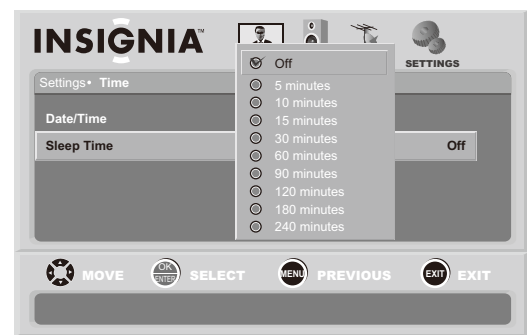 INSIGNIA™
SETTINGS
Settings• Time
Date/Time
Sleep Time
Off
Off
5 minutes
10 minutes
15 minutes
30 minutes
60 minutes
90 minutes
120 minutes
180 minutes
240 minutes
MOVE
OK
ENTER
SELECT
MENU
PREVIOUS
EXIT
EXIT